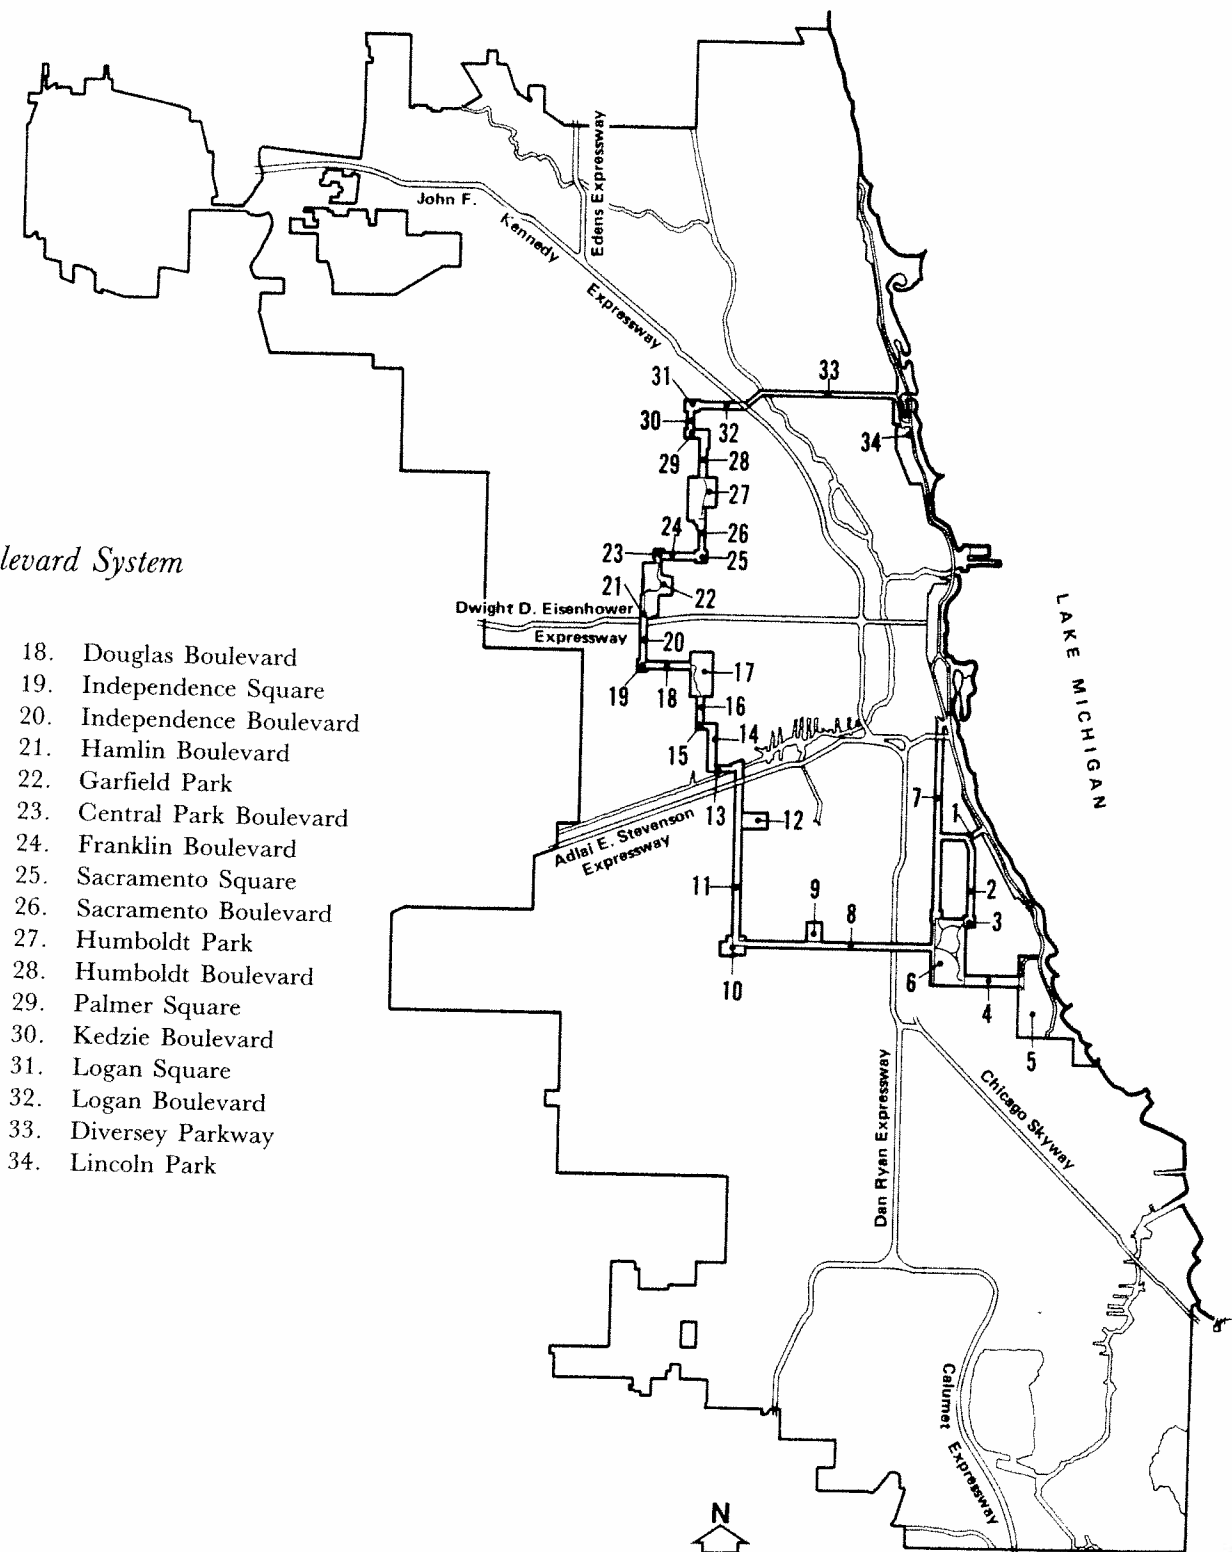 levard System
18. Douglas Boulevard
19. Independence Square
20. Independence Boulevard
21. Hamlin Boulevard
22. Garfield Park
23. Central Park Boulevard
24. Franklin Boulevard
25. Sacramento Square
26. Sacramento Boulevard
27. Humboldt Park
28. Humboldt Boulevard
29. Palmer Square
30. Kedzie Boulevard
31. Logan Square
32. Logan Boulevard
33. Diversey Parkway
34. Lincoln Park
John F.
Kennedy
Expressway
Edens Expressway
31
33
30
32
34
29
28
27
24
26
23
25
21
22
Dwight D. Eisenhower
Expressway
20
19
18
17
16
15
14
13
12
Adlai E. Stevenson
Expressway
LAKE MICHIGAN
7
1
11
9
8
2
3
6
10
4
5
Dan Ryan Expressway
Chicago Skyway
Calumet Expressway
N